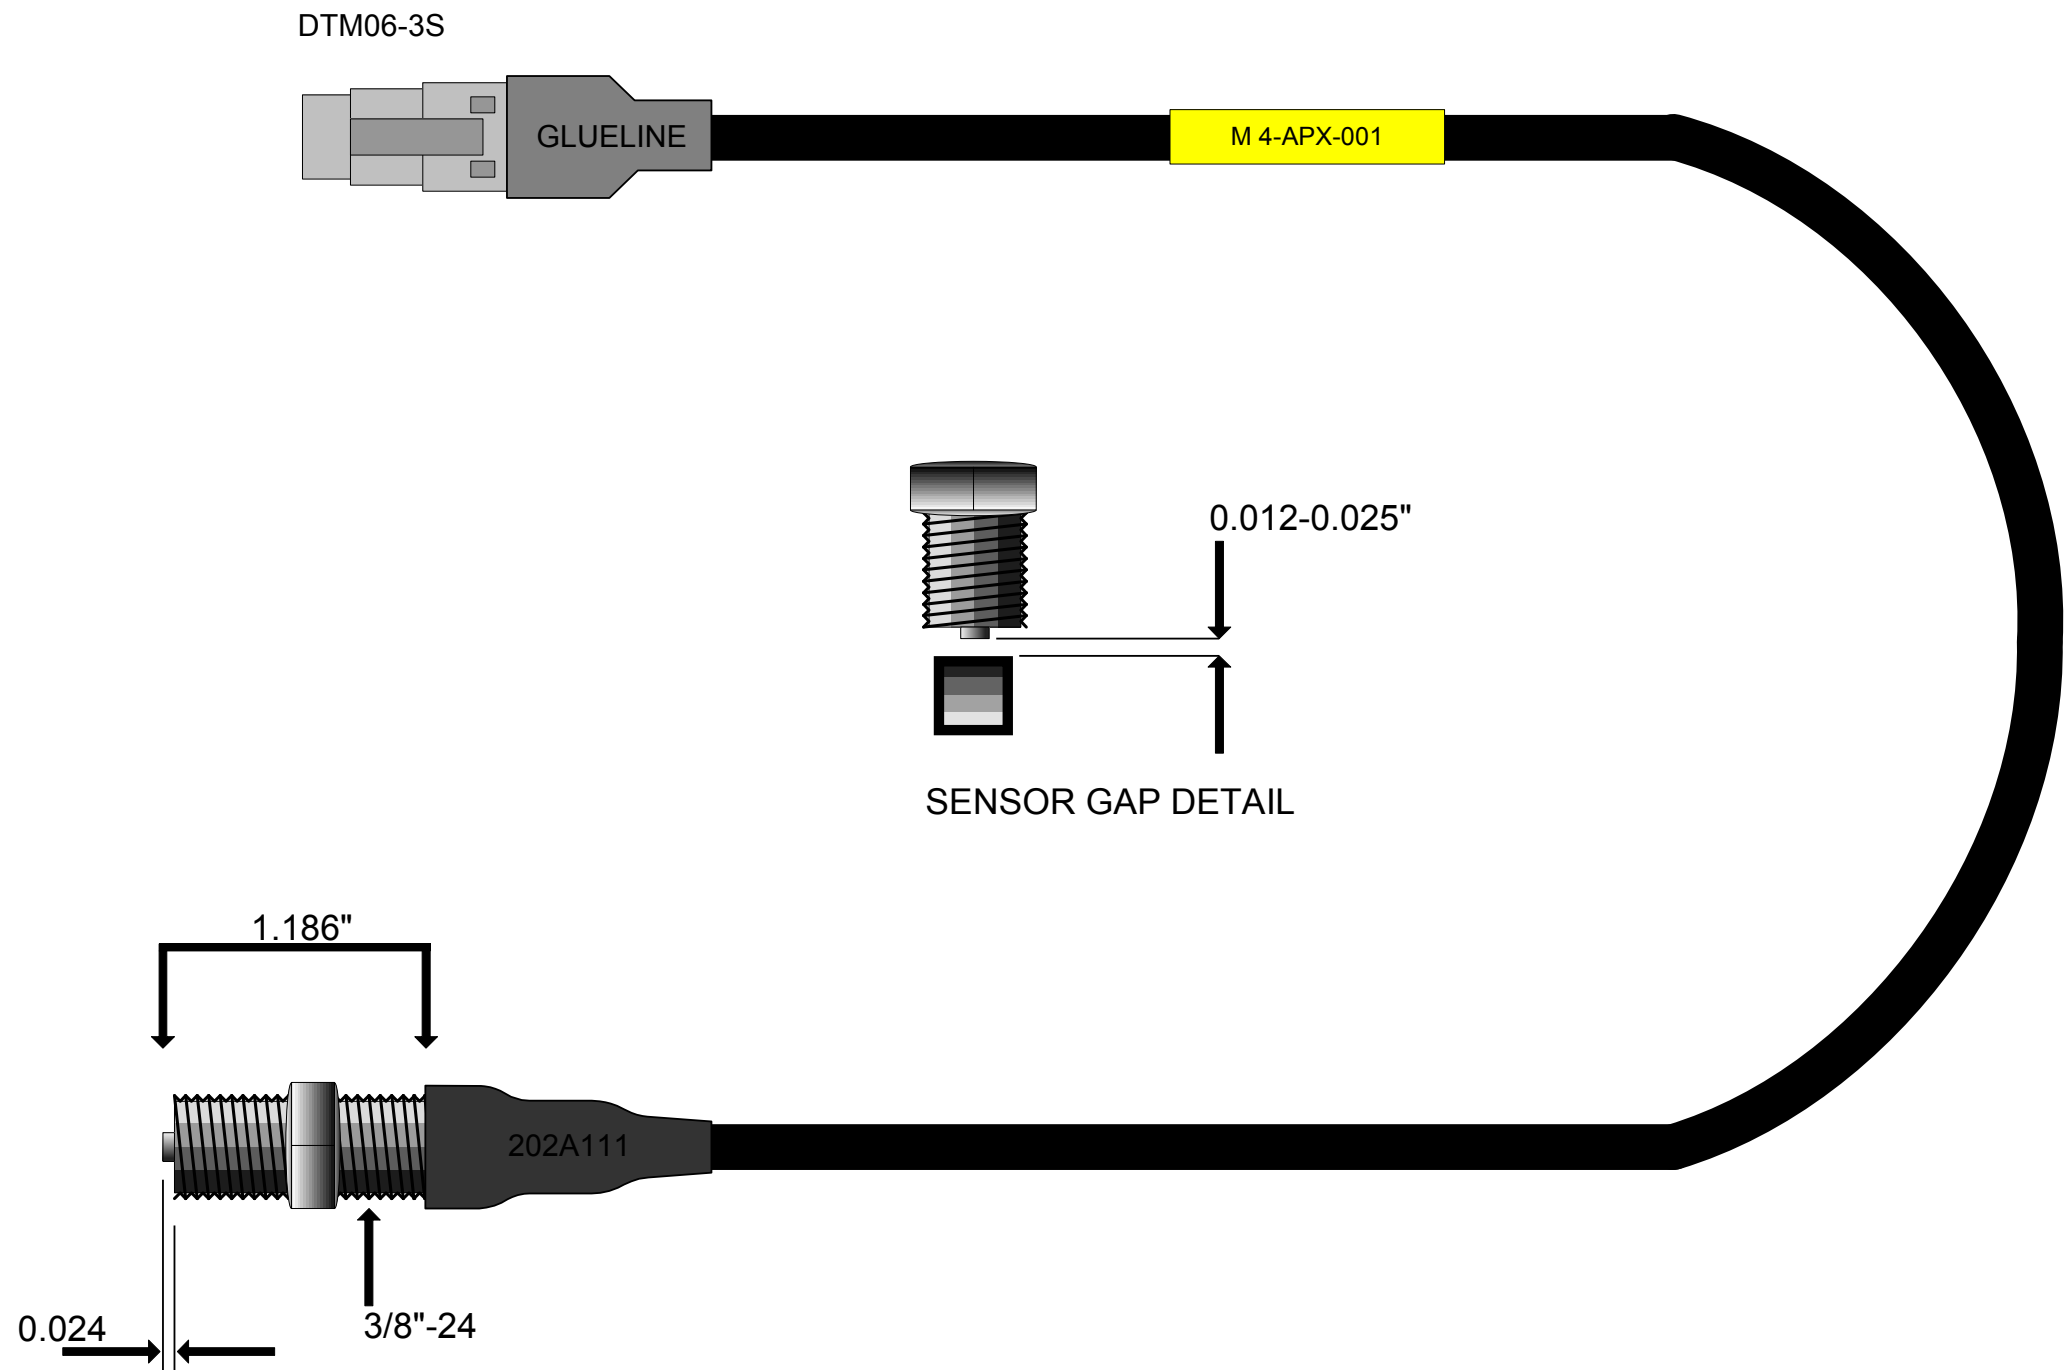 DTM06-3S
GLUELINE
M 4-APX-001
0.012-0.025"
SENSOR GAP DETAIL
1.186"
202A111
3/8"-24
0.024